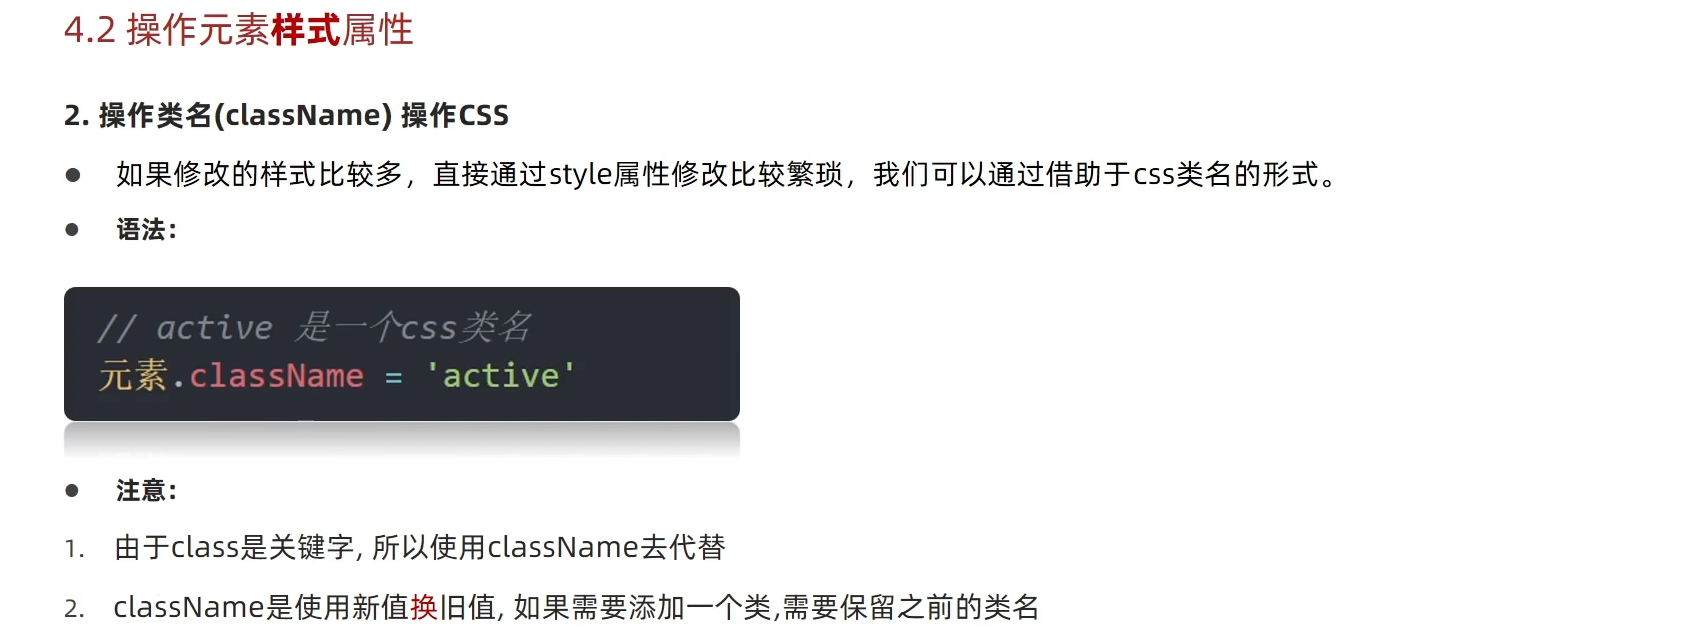 4.2 操作元素样式属性
2. 操作类名(className) 操作CSS
● 如果修改的样式比较多，直接通过style属性修改比较繁琐，我们可以通过借助于css类名的形式。
● 语法：
// active 是一个css类名
元素.className = 'active'
● 注意：
1. 由于class是关键字, 所以使用className去代替
2. className是使用新值换旧值, 如果需要添加一个类,需要保留之前的类名